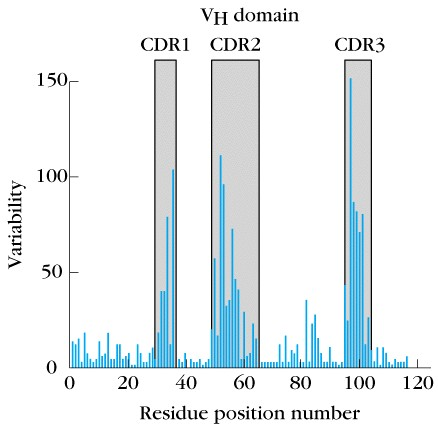 VH domain
CDR1 CDR2 CDR3
150
100
50
0
Variability
0 20 40 60 80 100 120
Residue position number